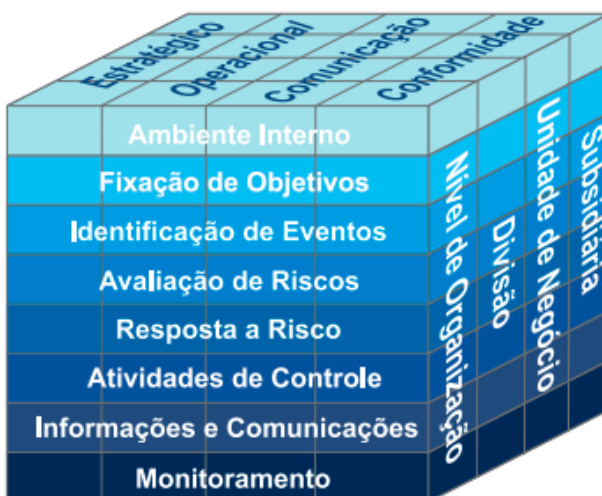 Estratégico
Operacional
Comunicação
Conformidade
Ambiente Interno
Fixação de Objetivos
Identificação de Eventos
Avaliação de Riscos
Resposta a Risco
Atividades de Controle
Informações e Comunicações
Monitoramento
Nível de Organização
Divisão
Unidade de Negócio
Subsidiária